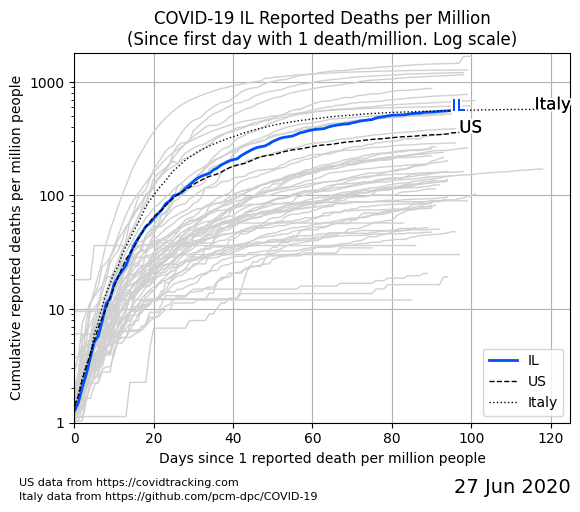 COVID-19 IL Reported Deaths per Million
(Since first day with 1 death/million. Log scale)
Cumulative reported deaths per million people
1000
100
10
1
IL
Italy
US
IL
US
Italy
0 20 40 60 80 100 120
Days since 1 reported death per million people
US data from https://covidtracking.com
Italy data from https://github.com/pcm-dpc/COVID-19
27 Jun 2020